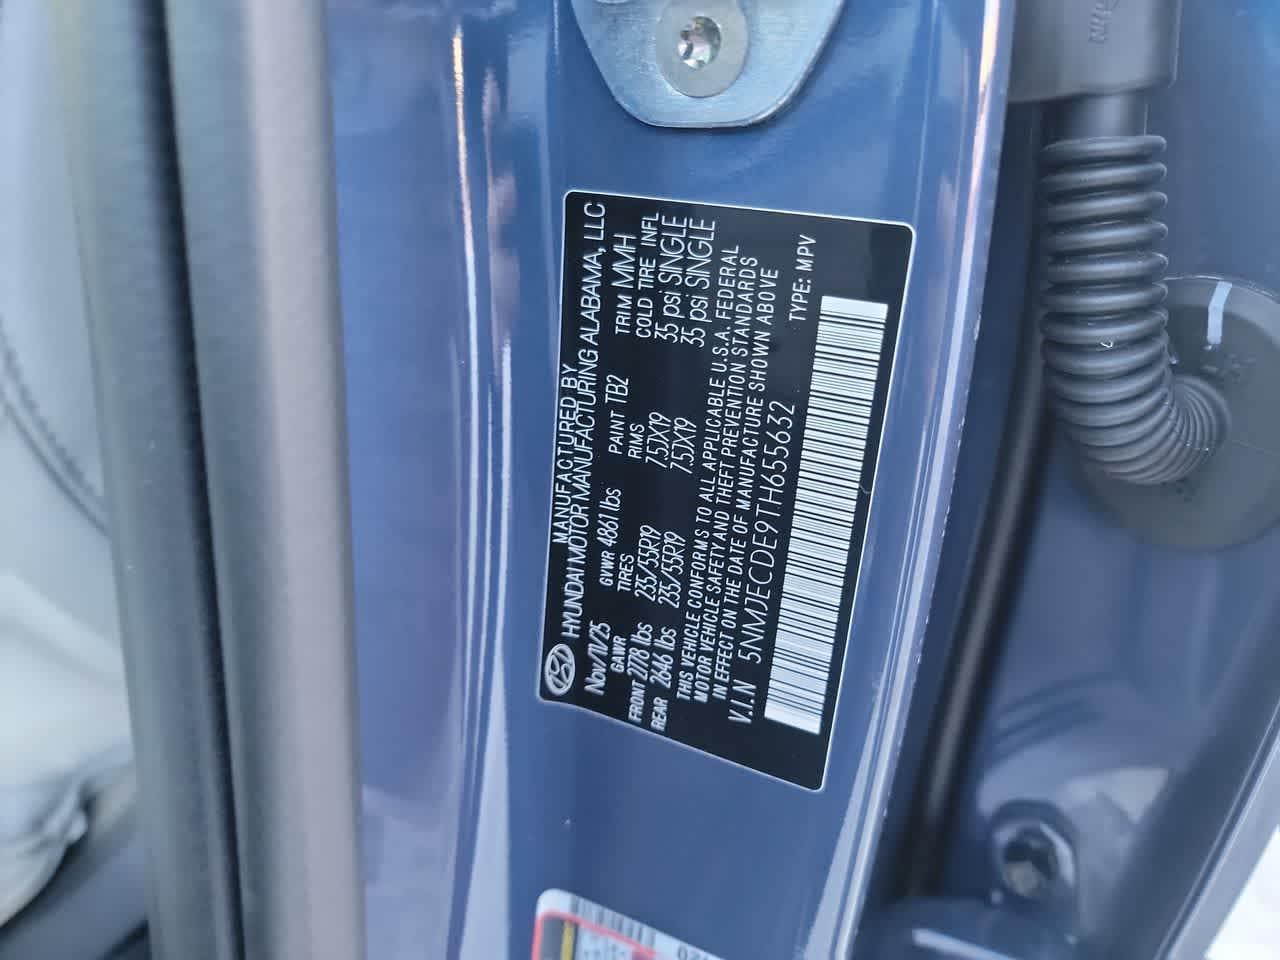 MANUFACTURED BY
HYUNDAI MOTOR MANUFACTURING ALABAMA, LLC
Nov/11/25 GVWR 4861 lbs PAINT TB2 TRIM MMH
GAWR TIRES RIMS COLD TIRE INFL
FRONT 2778 lbs 235/55R19 7.5JX19 35 psi SINGLE
REAR 2646 lbs 235/55R19 7.5JX19 35 psi SINGLE
THIS VEHICLE CONFORMS TO ALL APPLICABLE U.S.A. FEDERAL
MOTOR VEHICLE SAFETY AND THEFT PREVENTION STANDARDS
IN EFFECT ON THE DATE OF MANUFACTURE SHOWN ABOVE
V.I.N 5NMJECDE9TH655632 TYPE: MPV